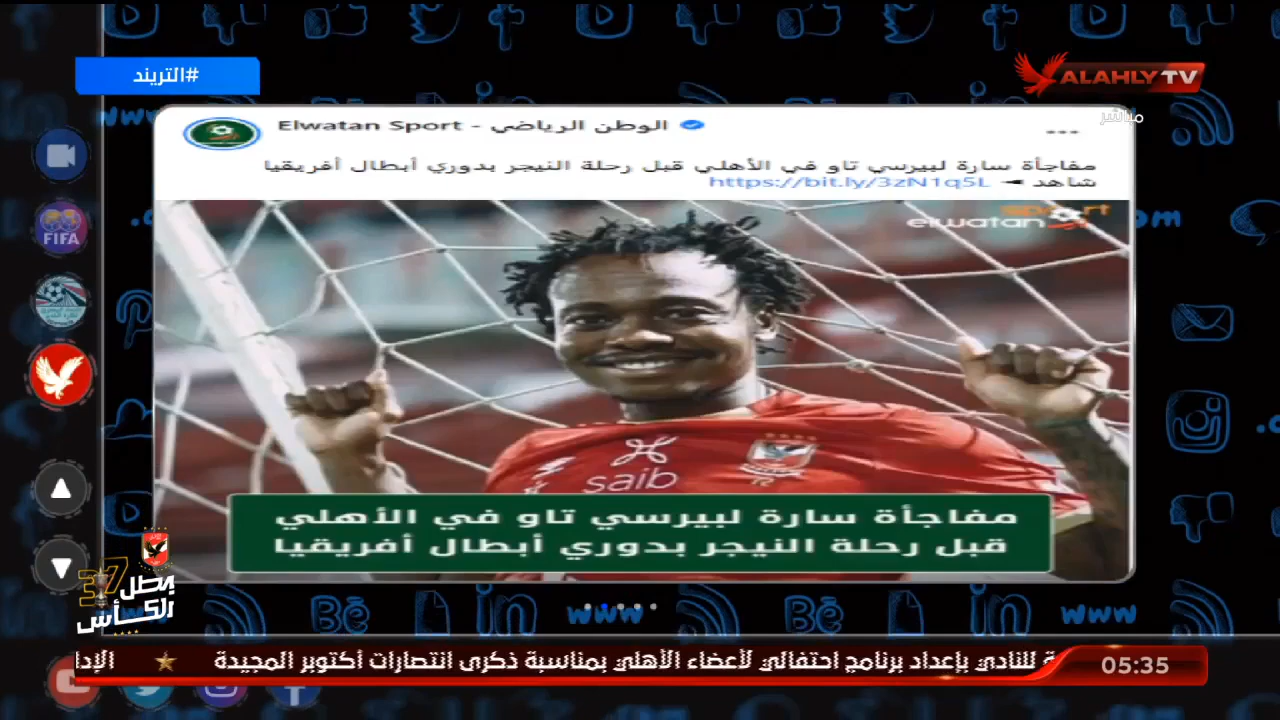 #التريند
ALAHLY TV
مباشر
Elwatan Sport - الوطن الرياضي
مفاجأة سارة لبيرسي تاو في الأهلي قبل رحلة النيجر بدوري أبطال أفريقيا
شاهد ◄ https://bit.ly/3zN1q5L
sport
elwatan
FIFA
saib
مفاجأة سارة لبيرسي تاو في الأهلي
قبل رحلة النيجر بدوري أبطال أفريقيا
بطل
37
الكأس
www
www
ة للنادي بإعداد برنامج احتفالي لأعضاء الأهلي بمناسبة ذكرى انتصارات أكتوبر المجيدة ★ الإدا
05:35